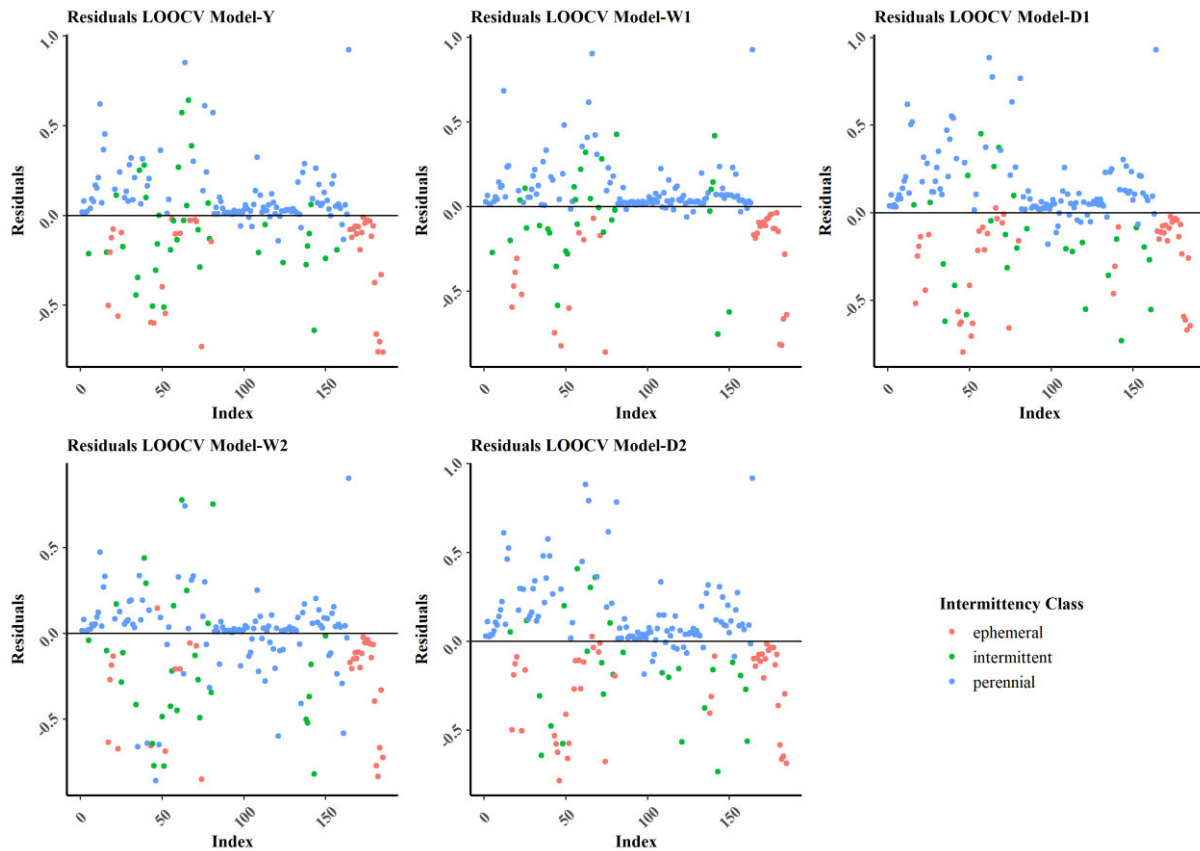 Residuals LOOCV Model-Y
Residuals LOOCV Model-W1
Residuals LOOCV Model-D1
1.0
0.5
0.0
-0.5
Residuals
0
50
100
150
Index
0.5
0.0
-0.5
Residuals
0
50
100
150
Index
1.0
0.5
0.0
-0.5
Residuals
0
50
100
150
Index
Residuals LOOCV Model-W2
Residuals LOOCV Model-D2
0.5
0.0
-0.5
Residuals
0
50
100
150
Index
1.0
0.5
0.0
-0.5
Residuals
0
50
100
150
Index
Intermittency Class
ephemeral
intermittent
perennial